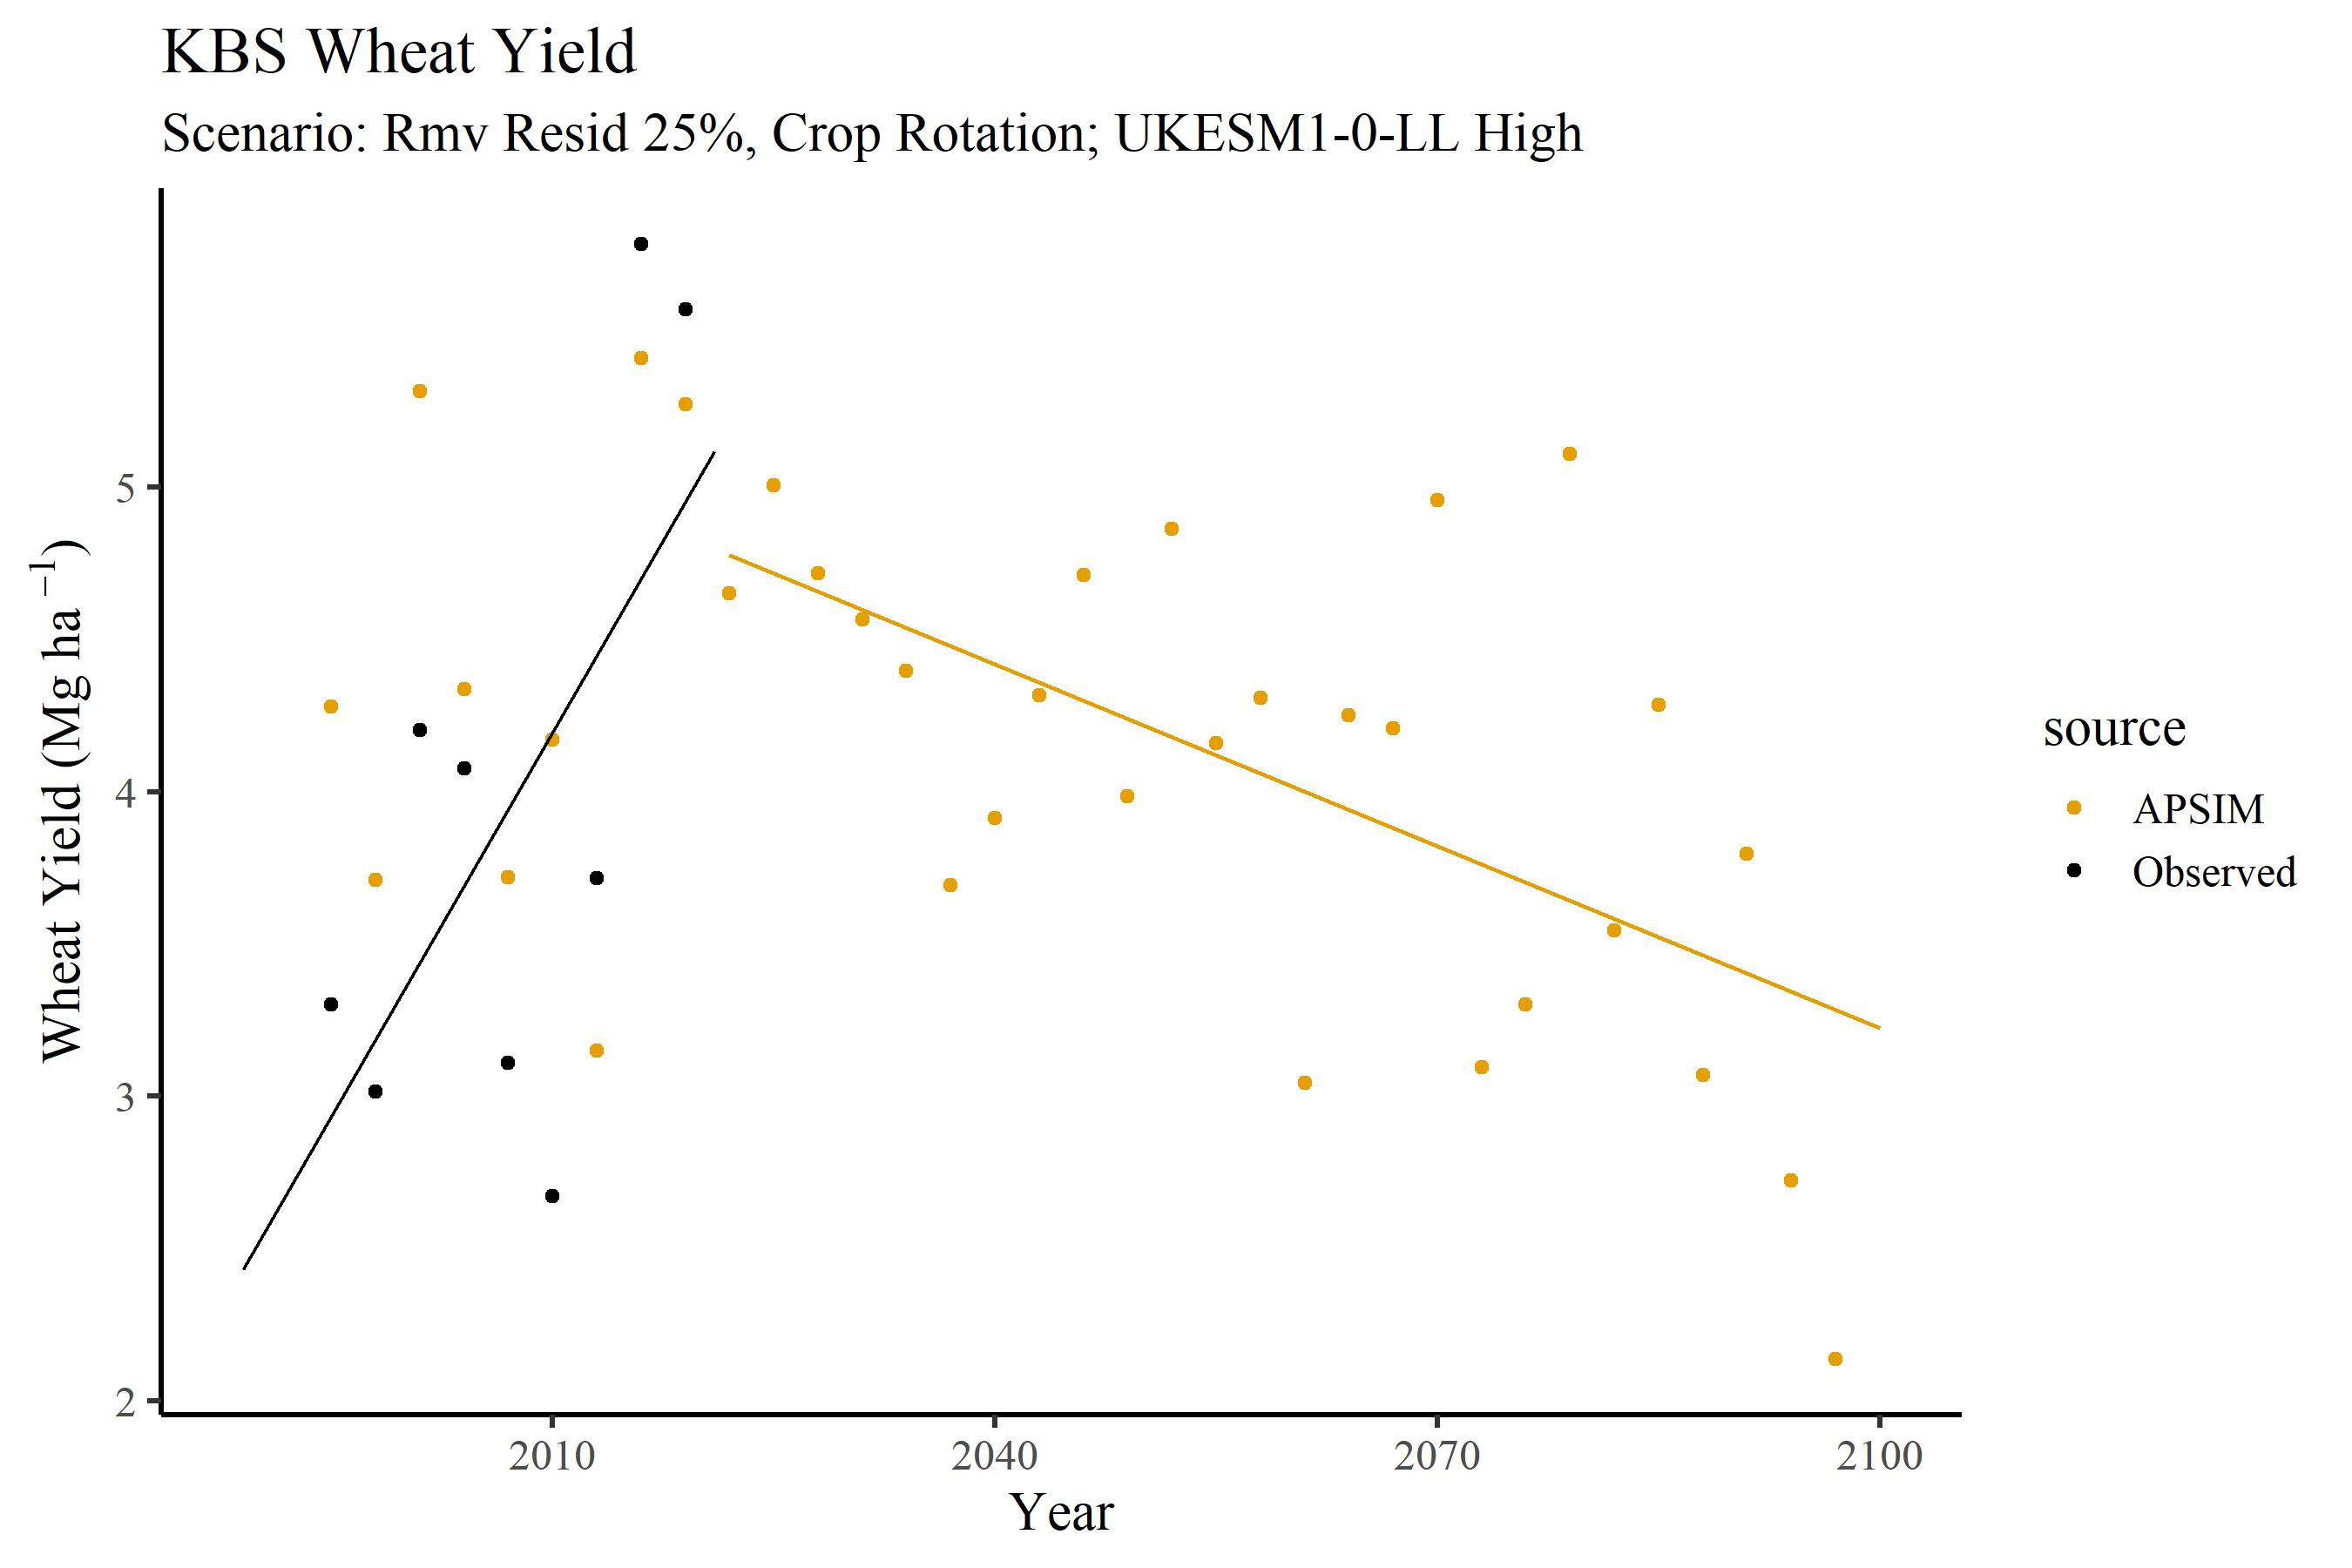 KBS Wheat Yield
Scenario: Rmv Resid 25%, Crop Rotation; UKESM1-0-LL High
Wheat Yield (Mg ha⁻¹)
5
4
3
2
2010
2040
2070
2100
Year
source
APSIM
Observed